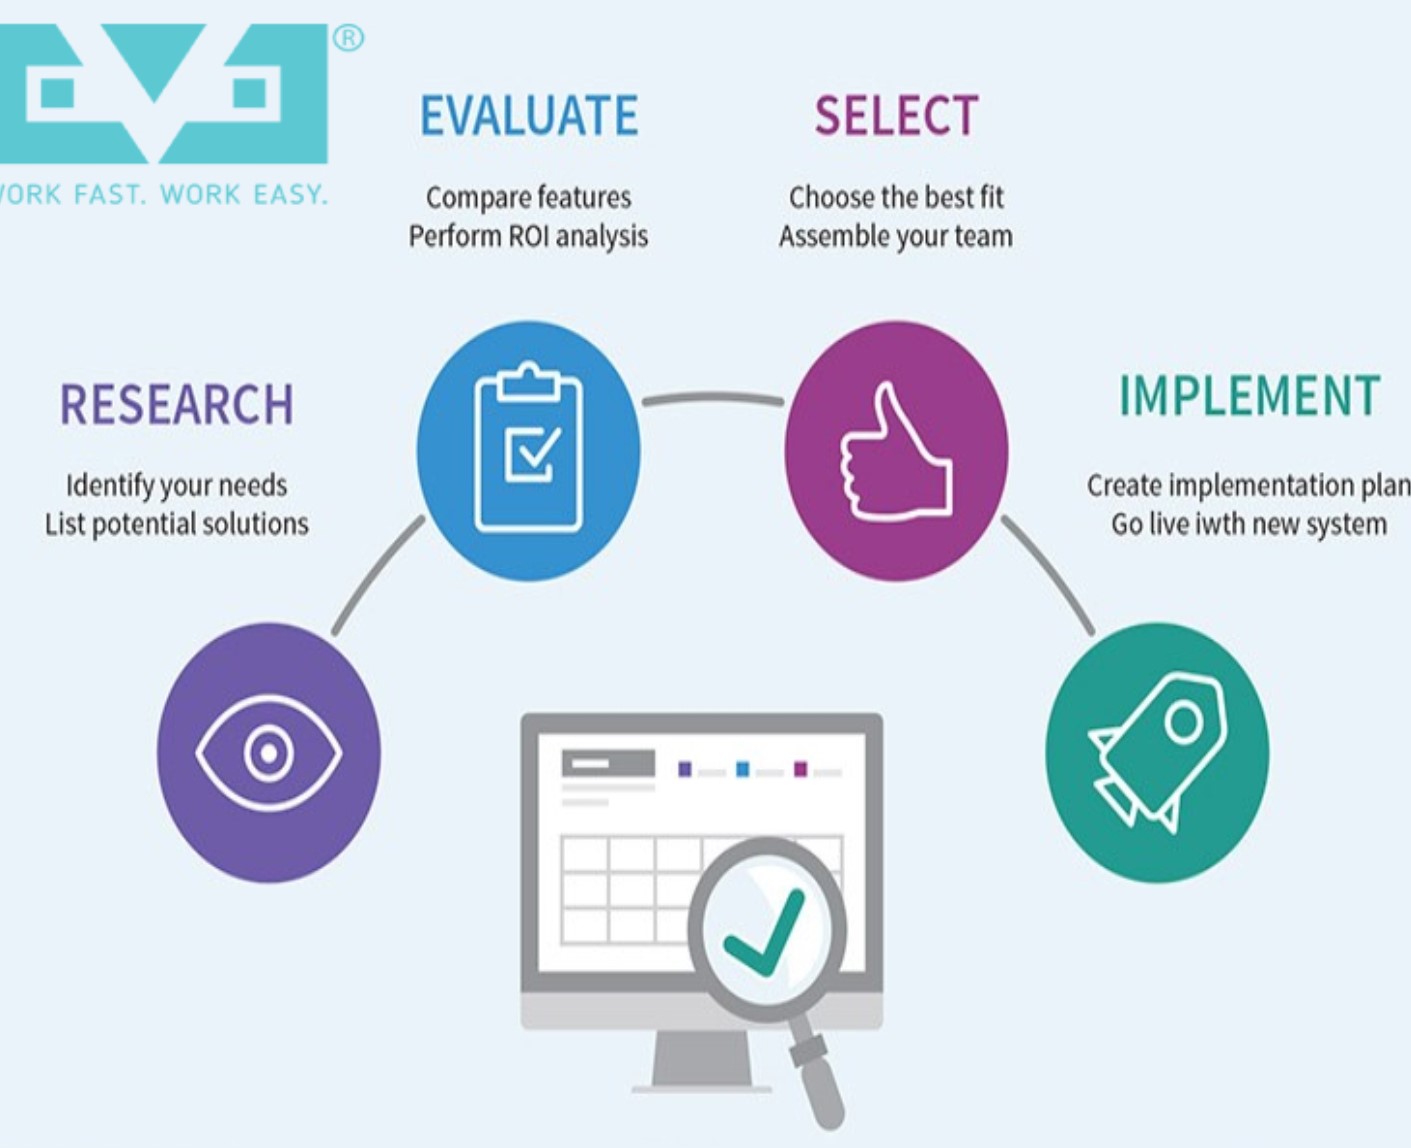 ®
WORK FAST. WORK EASY.
EVALUATE
Compare features
Perform ROI analysis
SELECT
Choose the best fit
Assemble your team
RESEARCH
Identify your needs
List potential solutions
IMPLEMENT
Create implementation plan
Go live iwth new system